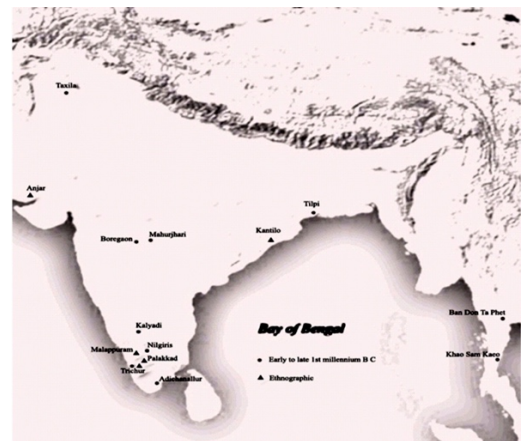 Taxila
Anjar
Tilpi
Kantilo
Boregaon
Mahurjhari
Ban Don Ta Phet
Kalyadi
Bay of Bengal
Nilgiris
Malappuram
Palakkad
Khao Sam Kaeo
Early to late 1st millennium B C
Trichur
Adichanallur
Ethnographic